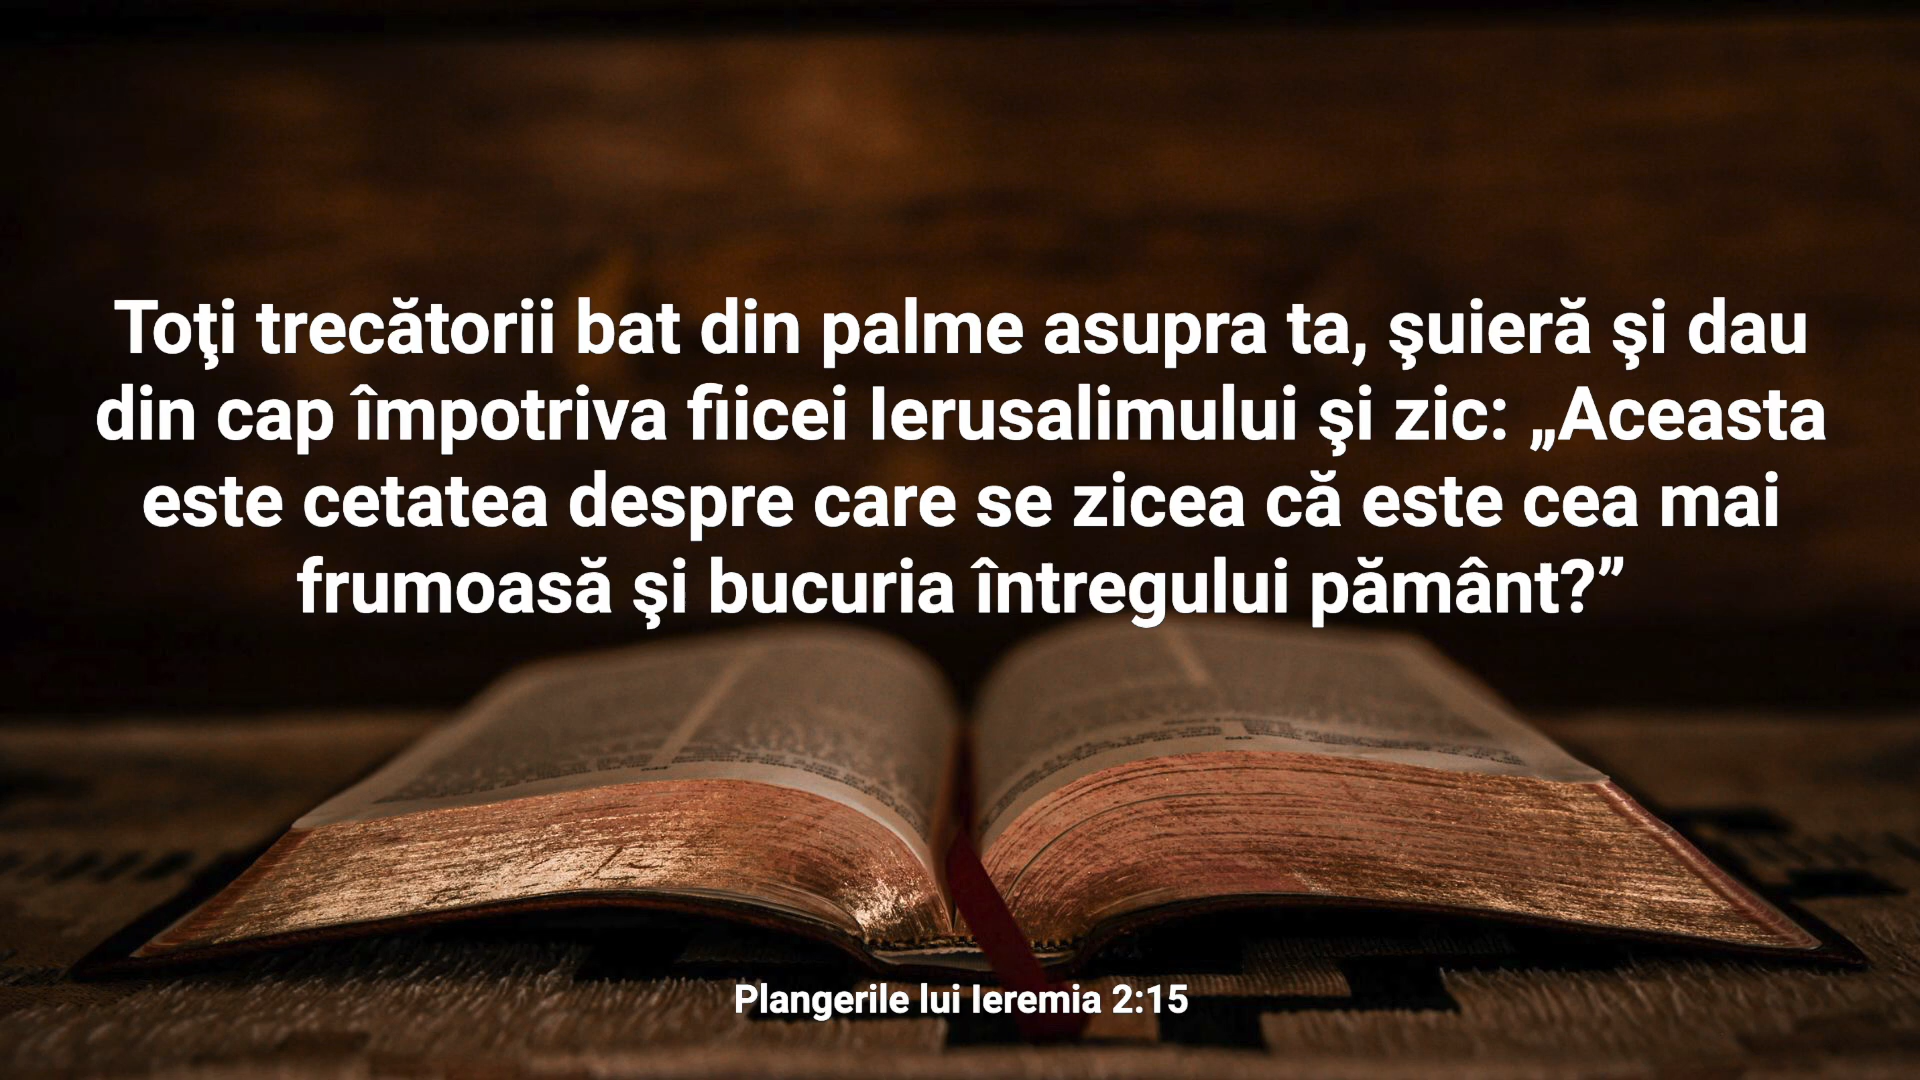 Toţi trecătorii bat din palme asupra ta, şuieră şi dau
din cap împotriva fiicei Ierusalimului şi zic: „Aceasta
este cetatea despre care se zicea că este cea mai
frumoasă şi bucuria întregului pământ?”
Plangerile lui Ieremia 2:15